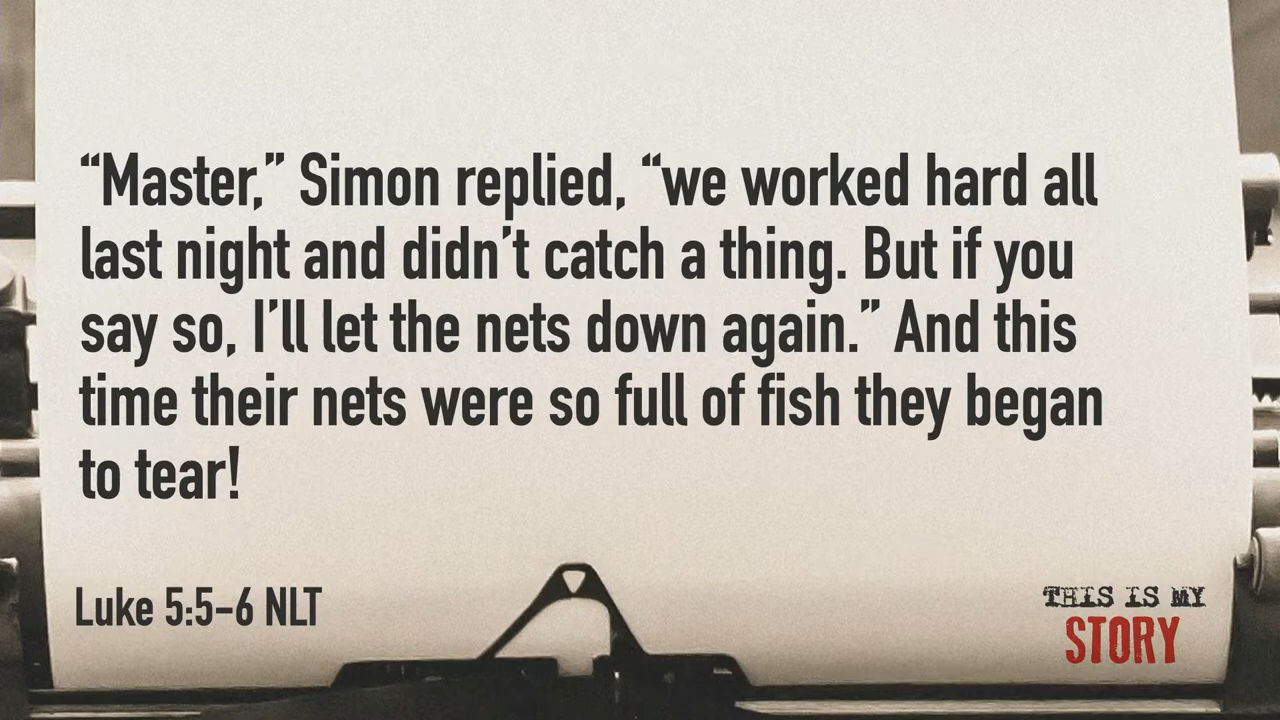 “Master,” Simon replied, “we worked hard all
last night and didn’t catch a thing. But if you
say so, I’ll let the nets down again.” And this
time their nets were so full of fish they began
to tear!
Luke 5:5–6 NLT
THIS IS MY
STORY